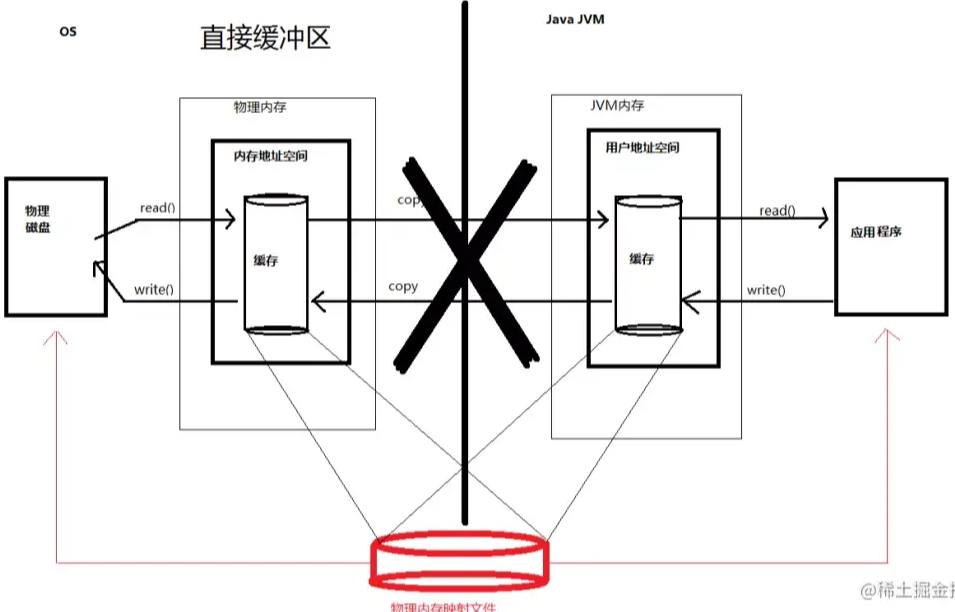 OS
直接缓冲区
Java JVM
物理内存
JVM内存
内存地址空间
用户地址空间
物理
磁盘
read()
copy
read()
应用程序
缓存
缓存
write()
copy
write()
物理内存映射文件
@稀土掘金技